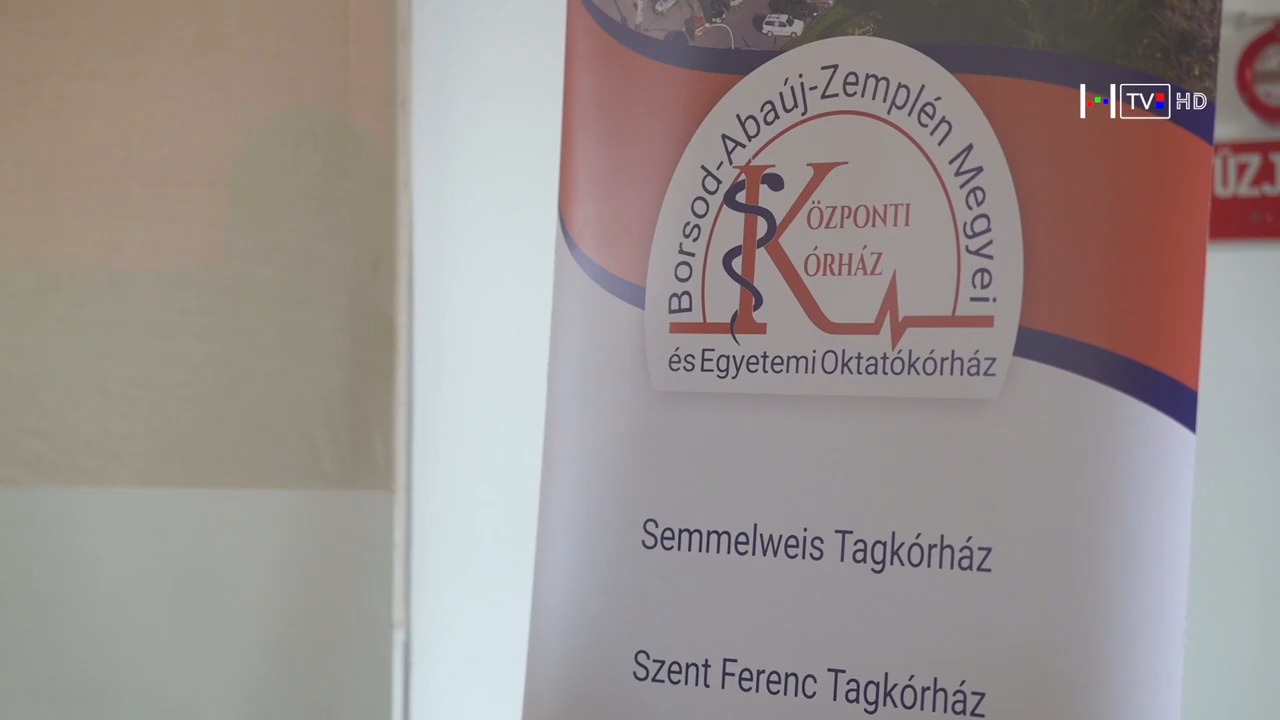 Borsod-Abaúj-Zemplén Megyei
KÖZPONTI
KÓRHÁZ
és Egyetemi Oktatókórház
Semmelweis Tagkórház
Szent Ferenc Tagkórház
H TV HD